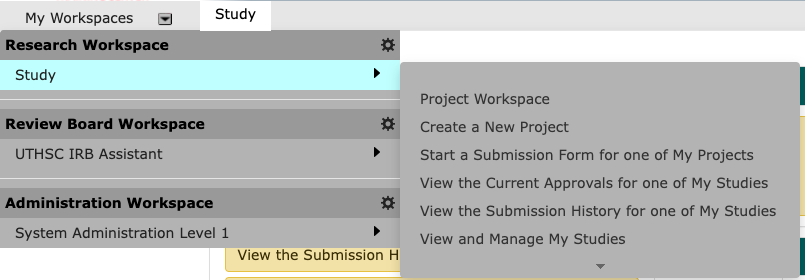 My Workspaces
Study
Research Workspace
Study
Project Workspace
Create a New Project
Start a Submission Form for one of My Projects
View the Current Approvals for one of My Studies
View the Submission History for one of My Studies
View and Manage My Studies
Review Board Workspace
UTHSC IRB Assistant
Administration Workspace
System Administration Level 1
View the Submission H